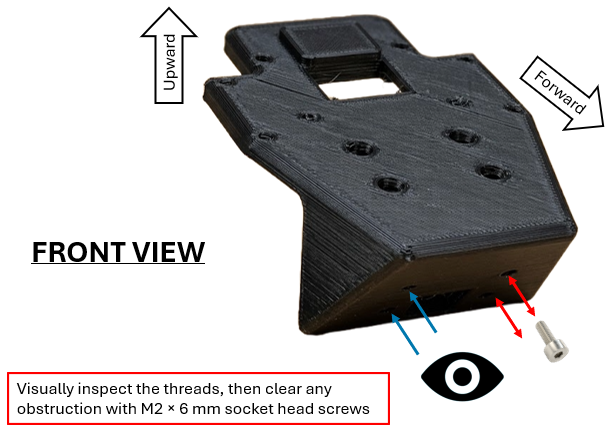 Upward
Forward
FRONT VIEW
Visually inspect the threads, then clear any
obstruction with M2 × 6 mm socket head screws